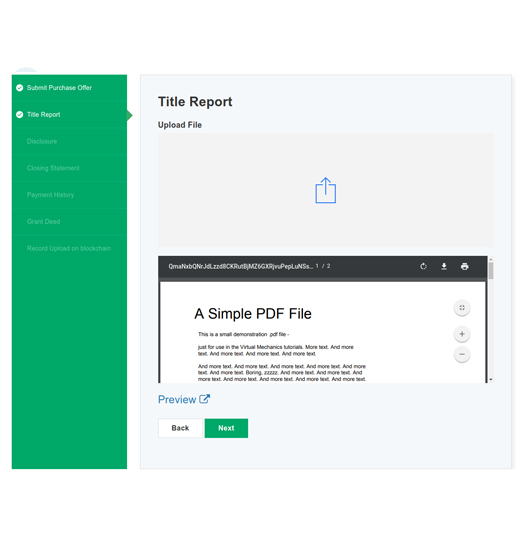 Submit Purchase Offer
Title Report
Disclosure
Closing Statement
Payment History
Grant Deed
Record Upload on blockchain
Title Report
Upload File
1 / 2
A Simple PDF File
This is a small demonstration .pdf file -
just for use in the Virtual Mechanics tutorials. More text. And more
text. And more text. And more text. And more text.
And more text. And more text. And more text. And more text. And more
text. And more text. Boring, zzzzz. And more text. And more text. And
more text. And more text. And more text. And more text. And more text.
Preview
Back
Next